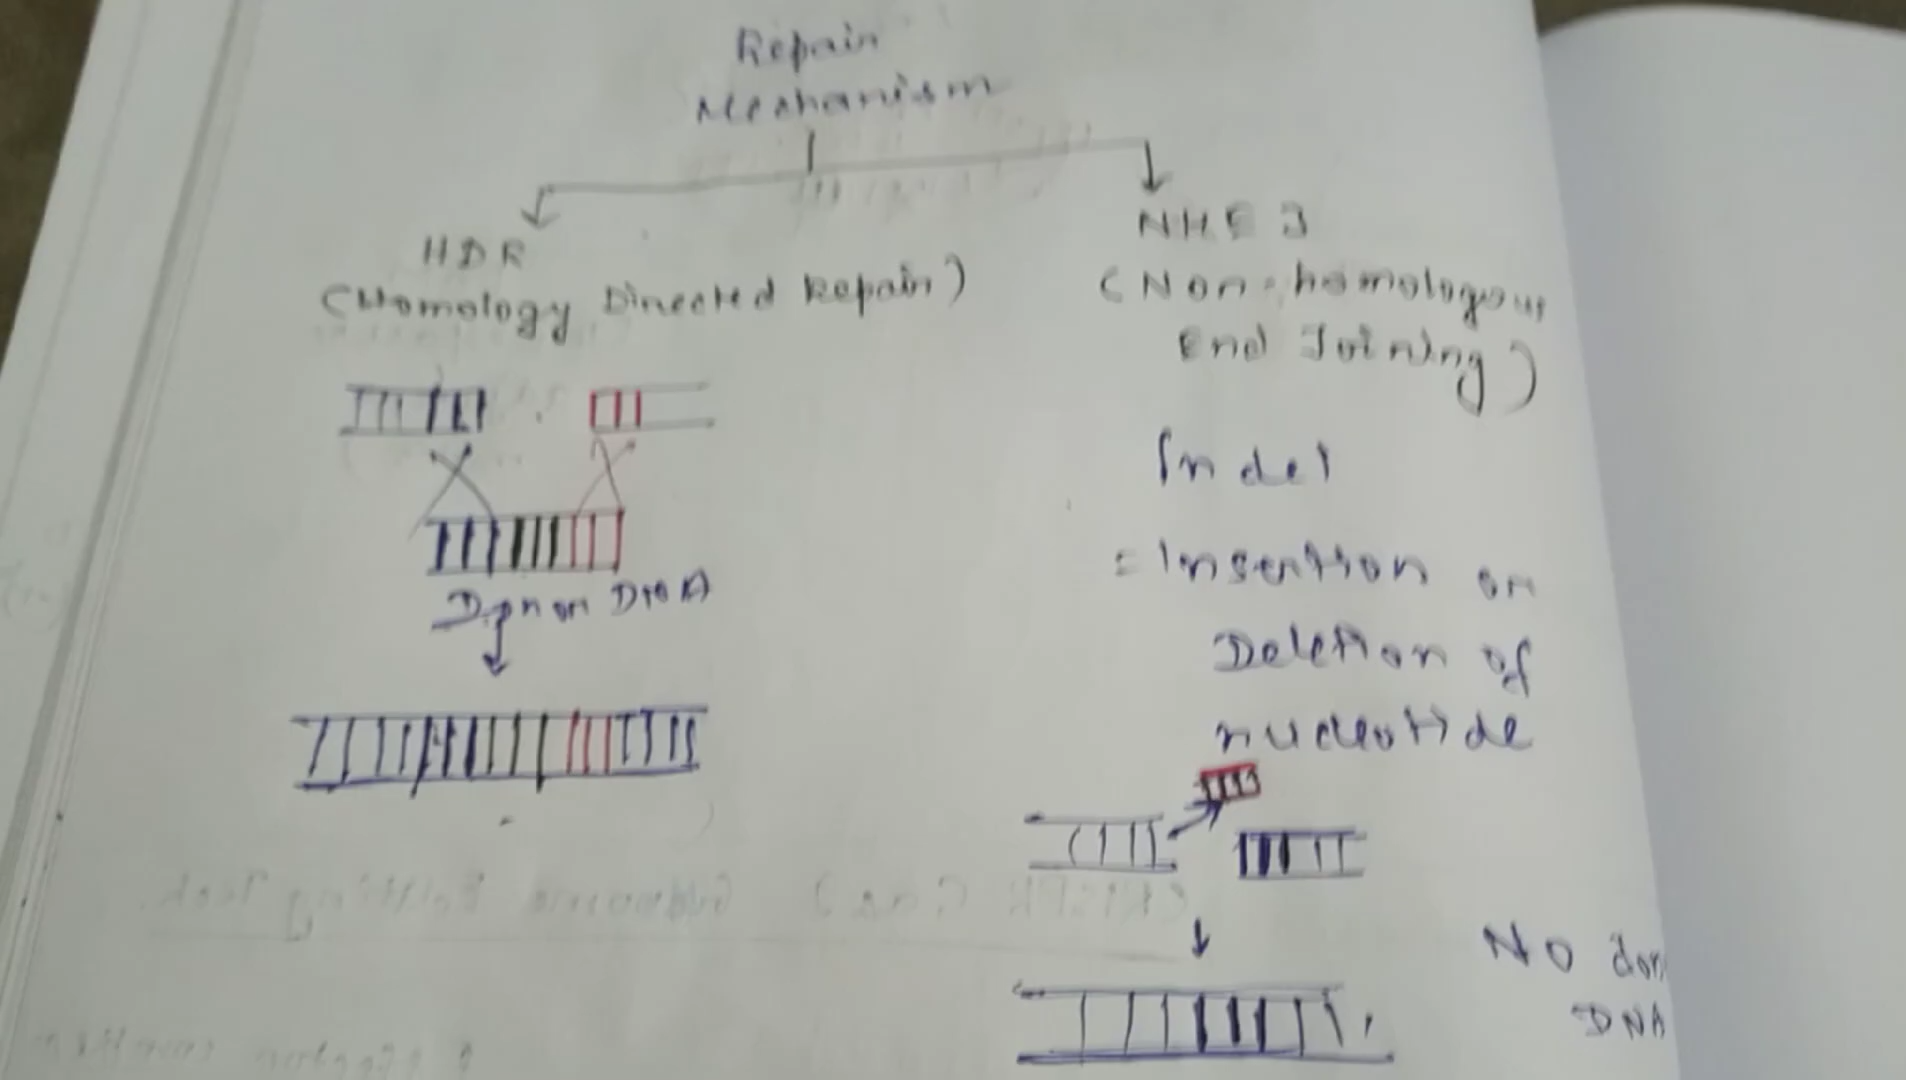 Repair
Mechanism
HDR
(Homology Directed Repair)
Donor DNA
NHEJ
(Non-homologous
End Joining)
Indel
= Insertion or
Deletion of
nucleotide
No don
DNA